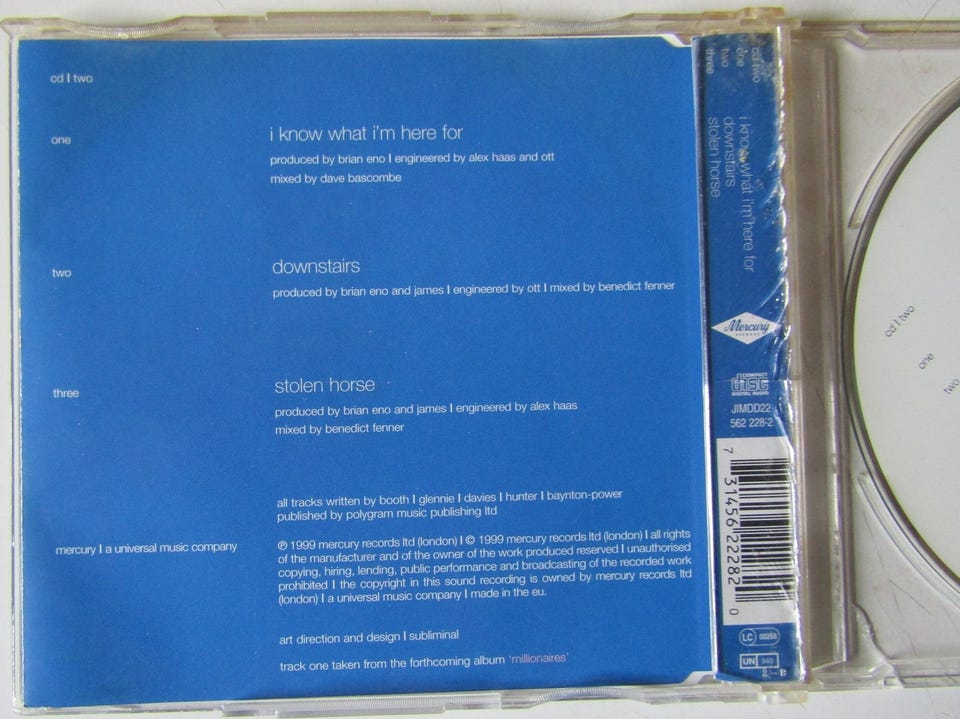 cd | two
one
i know what i'm here for
produced by brian eno | engineered by alex haas and ott
mixed by dave bascombe
two
downstairs
produced by brian eno and james | engineered by ott | mixed by benedict fenner
three
stolen horse
produced by brian eno and james | engineered by alex haas
mixed by benedict fenner
all tracks written by booth | glennie | davies | hunter | baynton-power
published by polygram music publishing ltd
mercury | a universal music company
℗ 1999 mercury records ltd (london) | © 1999 mercury records ltd (london) | all rights
of the manufacturer and of the owner of the work produced reserved | unauthorised
copying, hiring, lending, public performance and broadcasting of the recorded work
prohibited | the copyright in this sound recording is owned by mercury records ltd
(london) | a universal music company | made in the eu.
art direction and design | subliminal
track one taken from the forthcoming album 'millionaires'
cd | two
one i know what i'm here for
two downstairs
three stolen horse
Mercury
RECORDS
COMPACT
disc
DIGITAL AUDIO
JIMDD22
562 228-2
7 31456 22282 0
LC 00268
UN 940
cd | two
one
two